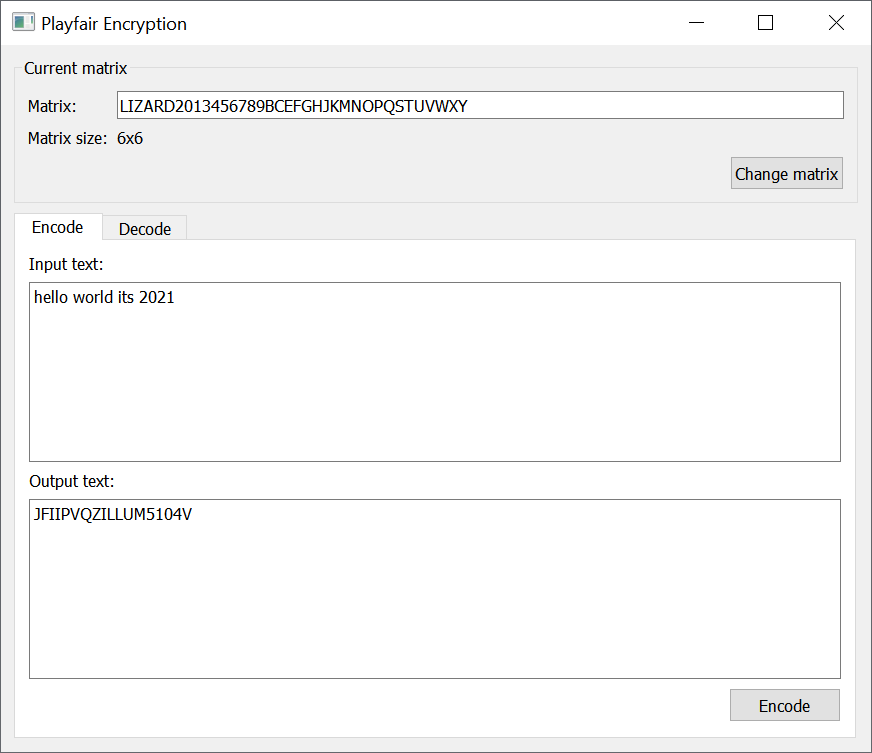 Playfair Encryption
Current matrix
Matrix: LIZARD2013456789BCEFGHJKMNOPQSTUVWXY
Matrix size: 6x6
Change matrix
Encode Decode
Input text:
hello world its 2021
Output text:
JFIIPVQZILLUM5104V
Encode